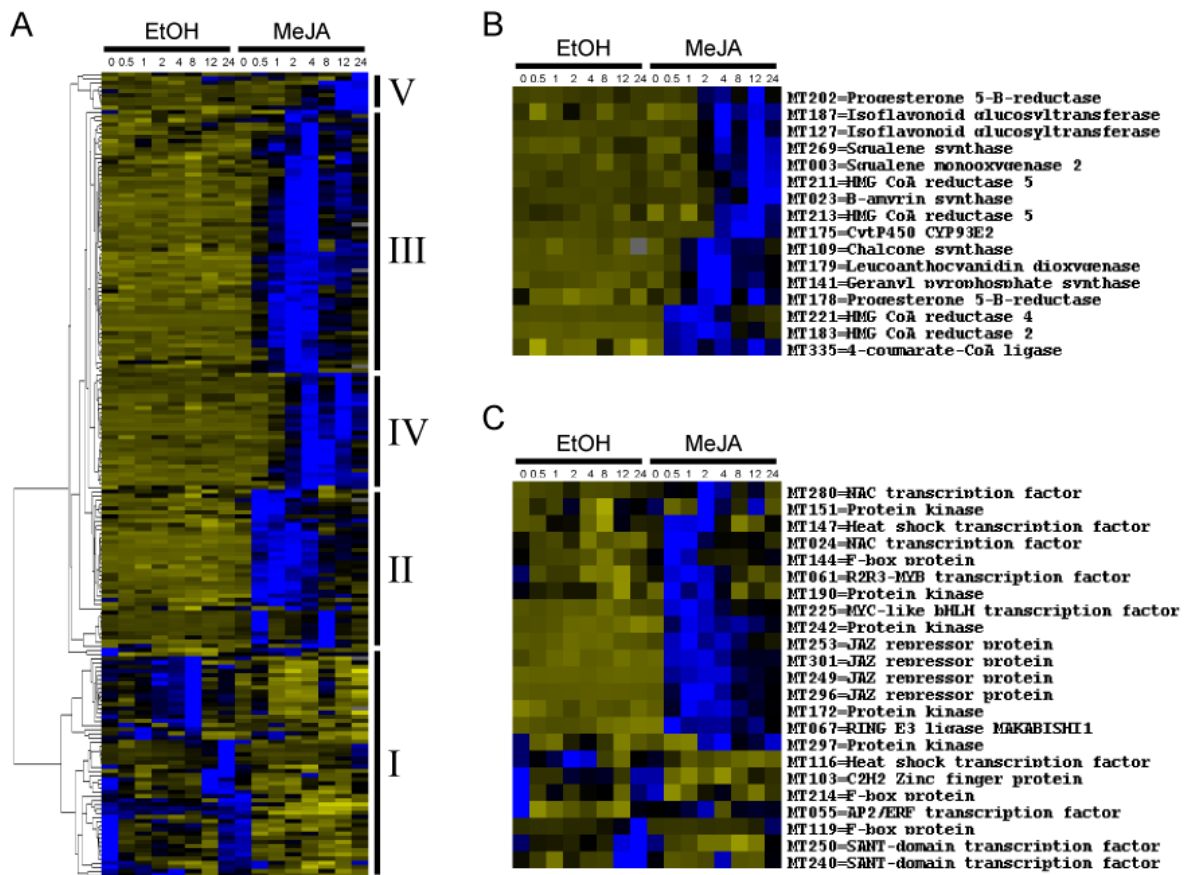 A
EtOH MeJA
0 0.5 1 2 4 8 12 24 0 0.5 1 2 4 8 12 24
V
III
IV
II
I
B
EtOH MeJA
0 0.5 1 2 4 8 12 24 0 0.5 1 2 4 8 12 24
MT202=Progesterone 5-B-reductase
MT187=Isoflavonoid glucosyltransferase
MT127=Isoflavonoid glucosyltransferase
MT269=Squalene synthase
MT003=Squalene monooxygenase 2
MT211=HMG CoA reductase 5
MT023=B-amyrin synthase
MT213=HMG CoA reductase 5
MT175=CytP450 CYP93E2
MT109=Chalcone synthase
MT179=Leucoanthocyanidin dioxygenase
MT141=Geranyl pyrophosphate synthase
MT178=Progesterone 5-B-reductase
MT221=HMG CoA reductase 4
MT183=HMG CoA reductase 2
MT335=4-coumarate-CoA ligase
C
EtOH MeJA
0 0.5 1 2 4 8 12 24 0 0.5 1 2 4 8 12 24
MT280=NAC transcription factor
MT151=Protein kinase
MT147=Heat shock transcription factor
MT024=NAC transcription factor
MT144=F-box protein
MT061=R2R3-MYB transcription factor
MT190=Protein kinase
MT225=MYC-like bHLH transcription factor
MT242=Protein kinase
MT253=JAZ repressor protein
MT301=JAZ repressor protein
MT249=JAZ repressor protein
MT296=JAZ repressor protein
MT172=Protein kinase
MT067=RING E3 ligase MAKABISHI1
MT297=Protein kinase
MT116=Heat shock transcription factor
MT103=C2H2 Zinc finger protein
MT214=F-box protein
MT055=AP2/ERF transcription factor
MT119=F-box protein
MT250=SANT-domain transcription factor
MT240=SANT-domain transcription factor